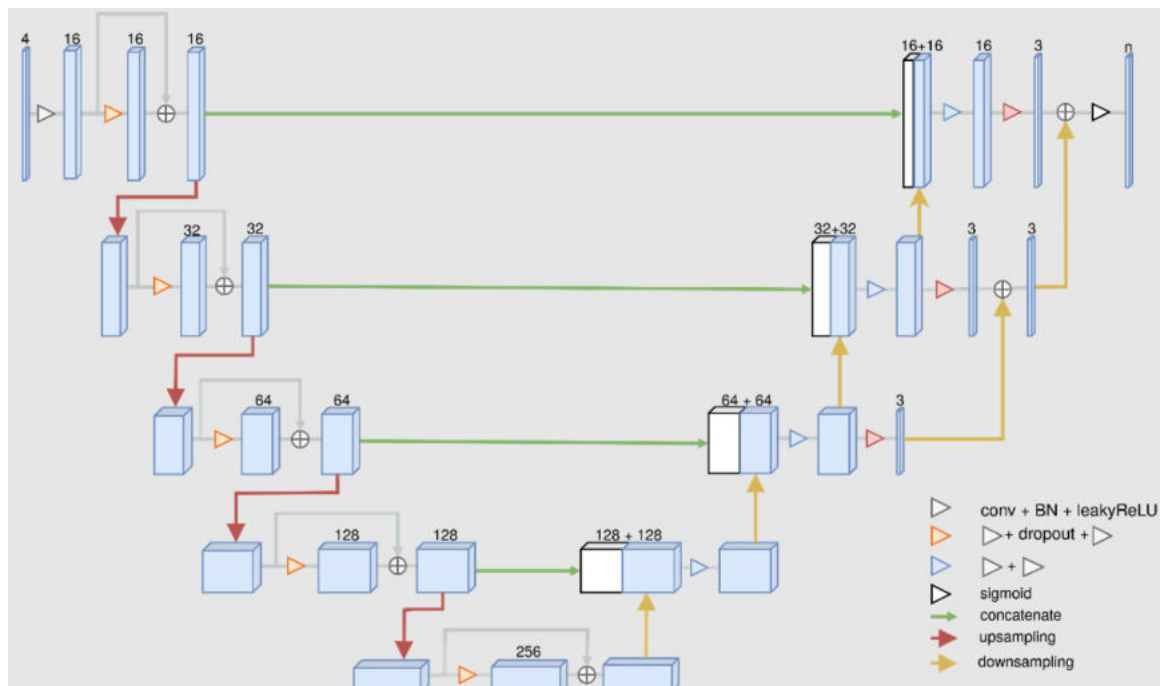 4 16 16 16 16+16 16 3 n
32 32 32+32 3 3
64 64 64 + 64 3
128 128 128 + 128
256
conv + BN + leakyReLU
+ dropout +
+
sigmoid
concatenate
upsampling
downsampling